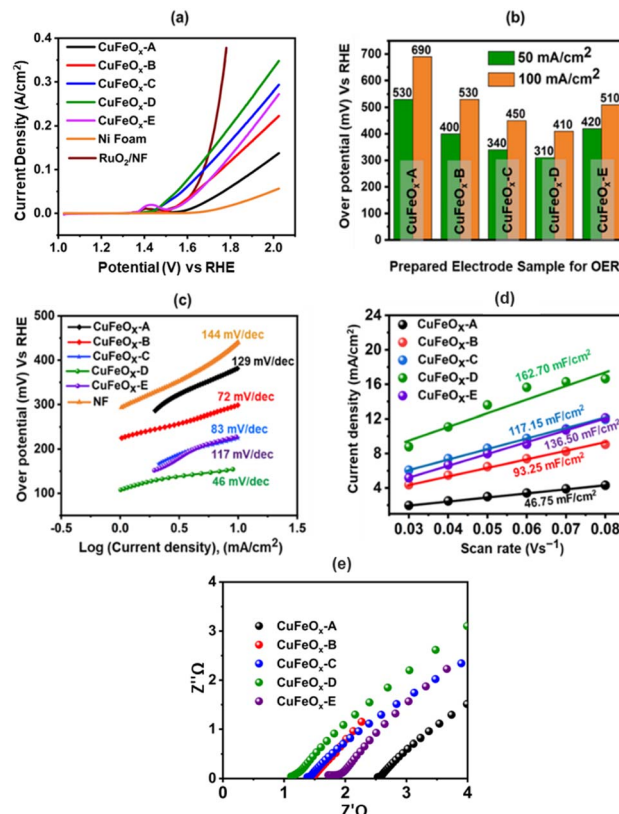 (a)
Current Density (A/cm²)
0.4
0.3
0.2
0.1
0.0
CuFeOₓ-A
CuFeOₓ-B
CuFeOₓ-C
CuFeOₓ-D
CuFeOₓ-E
Ni Foam
RuO₂/NF
1.0 1.2 1.4 1.6 1.8 2.0
Potential (V) vs RHE
(b)
Over potential (mV) Vs RHE
700
600
500
400
300
200
100
0
50 mA/cm²
100 mA/cm²
530 690
400 530
340 450
310 410
420 510
CuFeOₓ-A
CuFeOₓ-B
CuFeOₓ-C
CuFeOₓ-D
CuFeOₓ-E
Prepared Electrode Sample for OER
(c)
Over potential (mV) Vs RHE
500
400
300
200
100
CuFeOX-A
CuFeOX-B
CuFeOX-C
CuFeOX-D
CuFeOX-E
NF
144 mV/dec
129 mV/dec
72 mV/dec
83 mV/dec
117 mV/dec
46 mV/dec
-0.5 0.0 0.5 1.0 1.5
Log (Current density), (mA/cm²)
(d)
Current density (mA/cm²)
24
20
16
12
8
4
CuFeOₓ-A
CuFeOₓ-B
CuFeOₓ-C
CuFeOₓ-D
CuFeOₓ-E
162.70 mF/cm²
117.15 mF/cm²
136.50 mF/cm²
93.25 mF/cm²
46.75 mF/cm²
0.03 0.04 0.05 0.06 0.07 0.08
Scan rate (Vs⁻¹)
(e)
Z''Ω
3
2
1
0
CuFeOₓ-A
CuFeOₓ-B
CuFeOₓ-C
CuFeOₓ-D
CuFeOₓ-E
0 1 2 3 4
Z'Ω